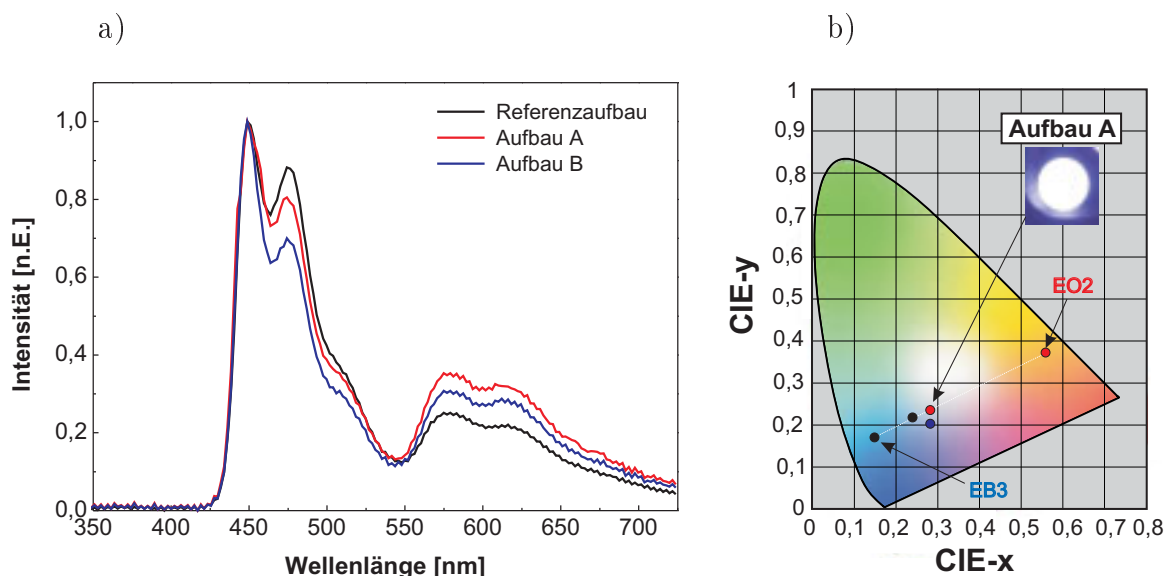 a)
b)
Intensität [n.E.]
1,0
0,8
0,6
0,4
0,2
0,0
350 400 450 500 550 600 650 700
Wellenlänge [nm]
Referenzaufbau
Aufbau A
Aufbau B
CIE-y
1
0,9
0,8
0,7
0,6
0,5
0,4
0,3
0,2
0,1
0
0 0,1 0,2 0,3 0,4 0,5 0,6 0,7 0,8
CIE-x
Aufbau A
EO2
EB3